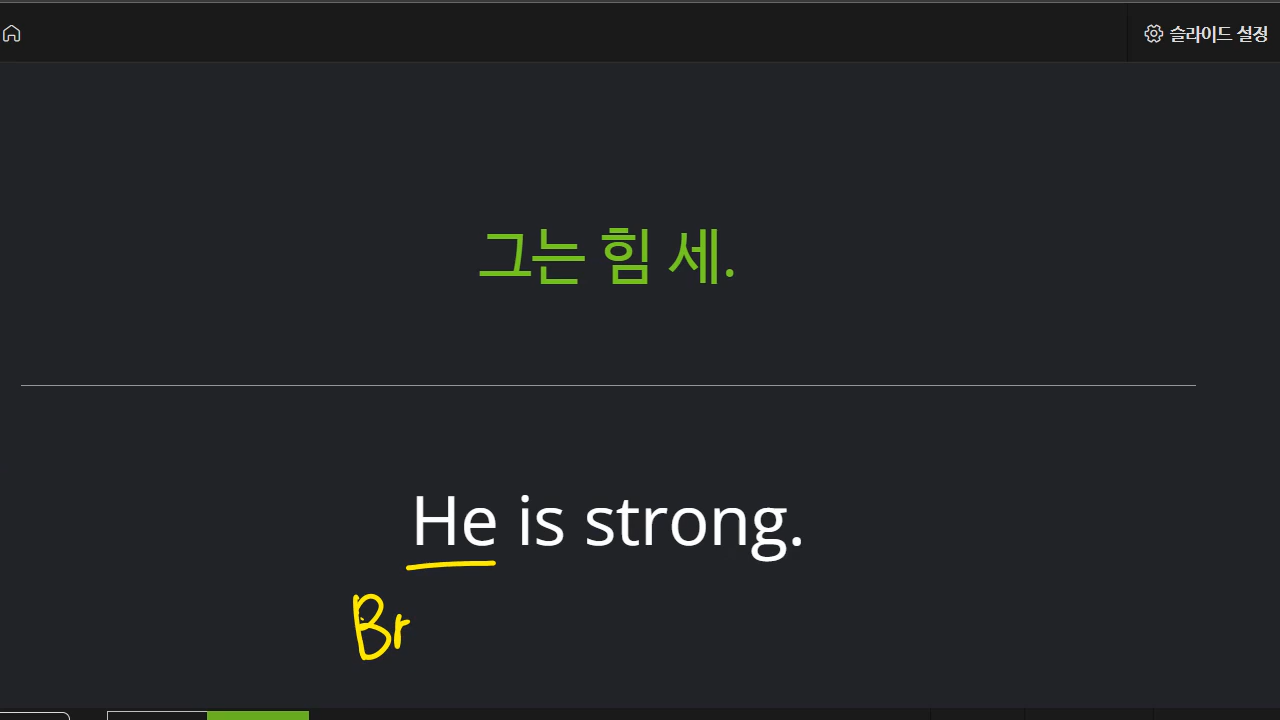 슬라이드 설정
그는 힘 세.
He is strong.
Br